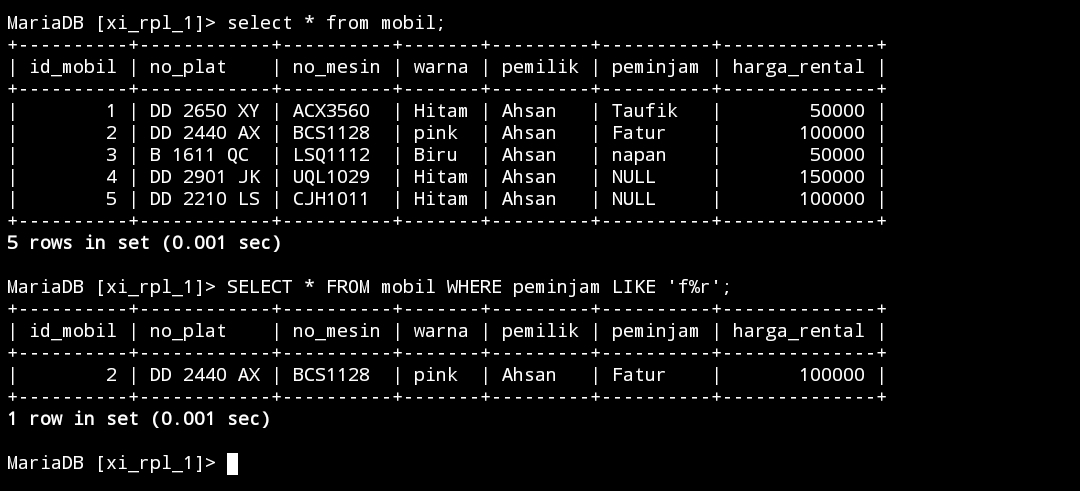 MariaDB [xi_rpl_1]> select * from mobil;
+----------+------------+----------+-------+---------+----------+--------------+
| id_mobil | no_plat    | no_mesin | warna | pemilik | peminjam | harga_rental |
+----------+------------+----------+-------+---------+----------+--------------+
|        1 | DD 2650 XY | ACX3560  | Hitam | Ahsan   | Taufik   |        50000 |
|        2 | DD 2440 AX | BCS1128  | pink  | Ahsan   | Fatur    |       100000 |
|        3 | B 1611 QC  | LSQ1112  | Biru  | Ahsan   | napan    |        50000 |
|        4 | DD 2901 JK | UQL1029  | Hitam | Ahsan   | NULL     |       150000 |
|        5 | DD 2210 LS | CJH1011  | Hitam | Ahsan   | NULL     |       100000 |
+----------+------------+----------+-------+---------+----------+--------------+
5 rows in set (0.001 sec)
MariaDB [xi_rpl_1]> SELECT * FROM mobil WHERE peminjam LIKE 'f%r';
+----------+------------+----------+-------+---------+----------+--------------+
| id_mobil | no_plat    | no_mesin | warna | pemilik | peminjam | harga_rental |
+----------+------------+----------+-------+---------+----------+--------------+
|        2 | DD 2440 AX | BCS1128  | pink  | Ahsan   | Fatur    |       100000 |
+----------+------------+----------+-------+---------+----------+--------------+
1 row in set (0.001 sec)
MariaDB [xi_rpl_1]>